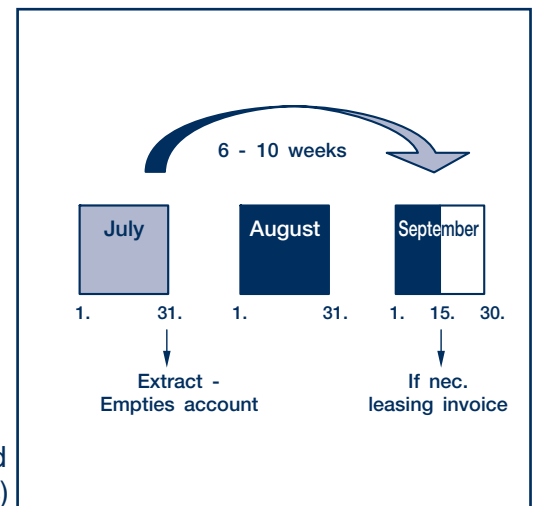 6 - 10 weeks
July
August
September
1. 31. 1. 31. 1. 15. 30.
Extract -
Empties account
If nec.
leasing invoice
d
)